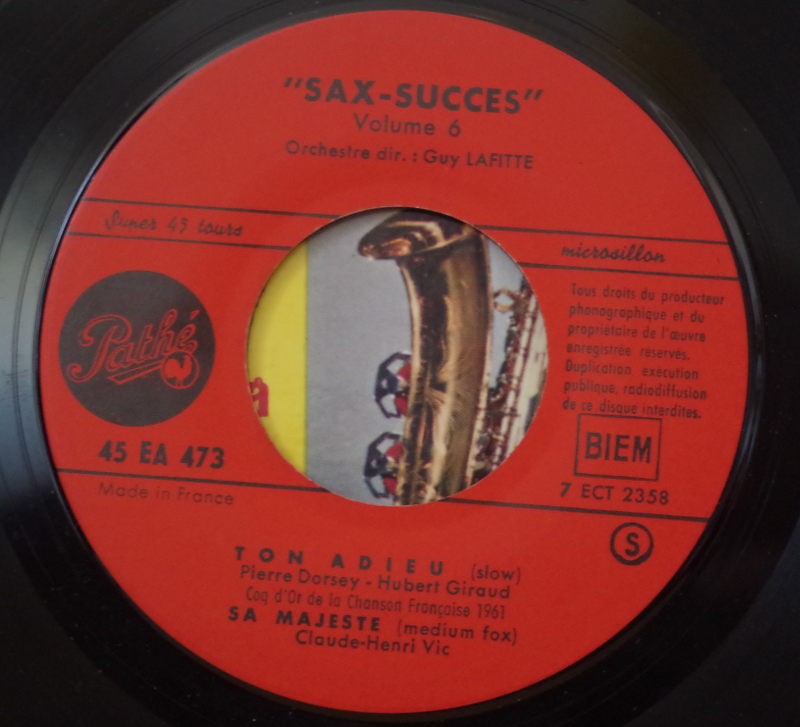 "SAX-SUCCES"
Volume 6
Orchestre dir. : Guy LAFITTE
Super 45 tours
microsillon
Pathé
Tous droits du producteur
phonographique et du
propriétaire de l'œuvre
enregistrée réservés.
Duplication, exécution
publique, radiodiffusion
de ce disque interdites.
45 EA 473
BIEM
Made in France
7 ECT 2358
S
TON ADIEU (slow)
Pierre Dorsey - Hubert Giraud
Coq d'Or de la Chanson Française 1961
SA MAJESTE (medium fox)
Claude-Henri Vic